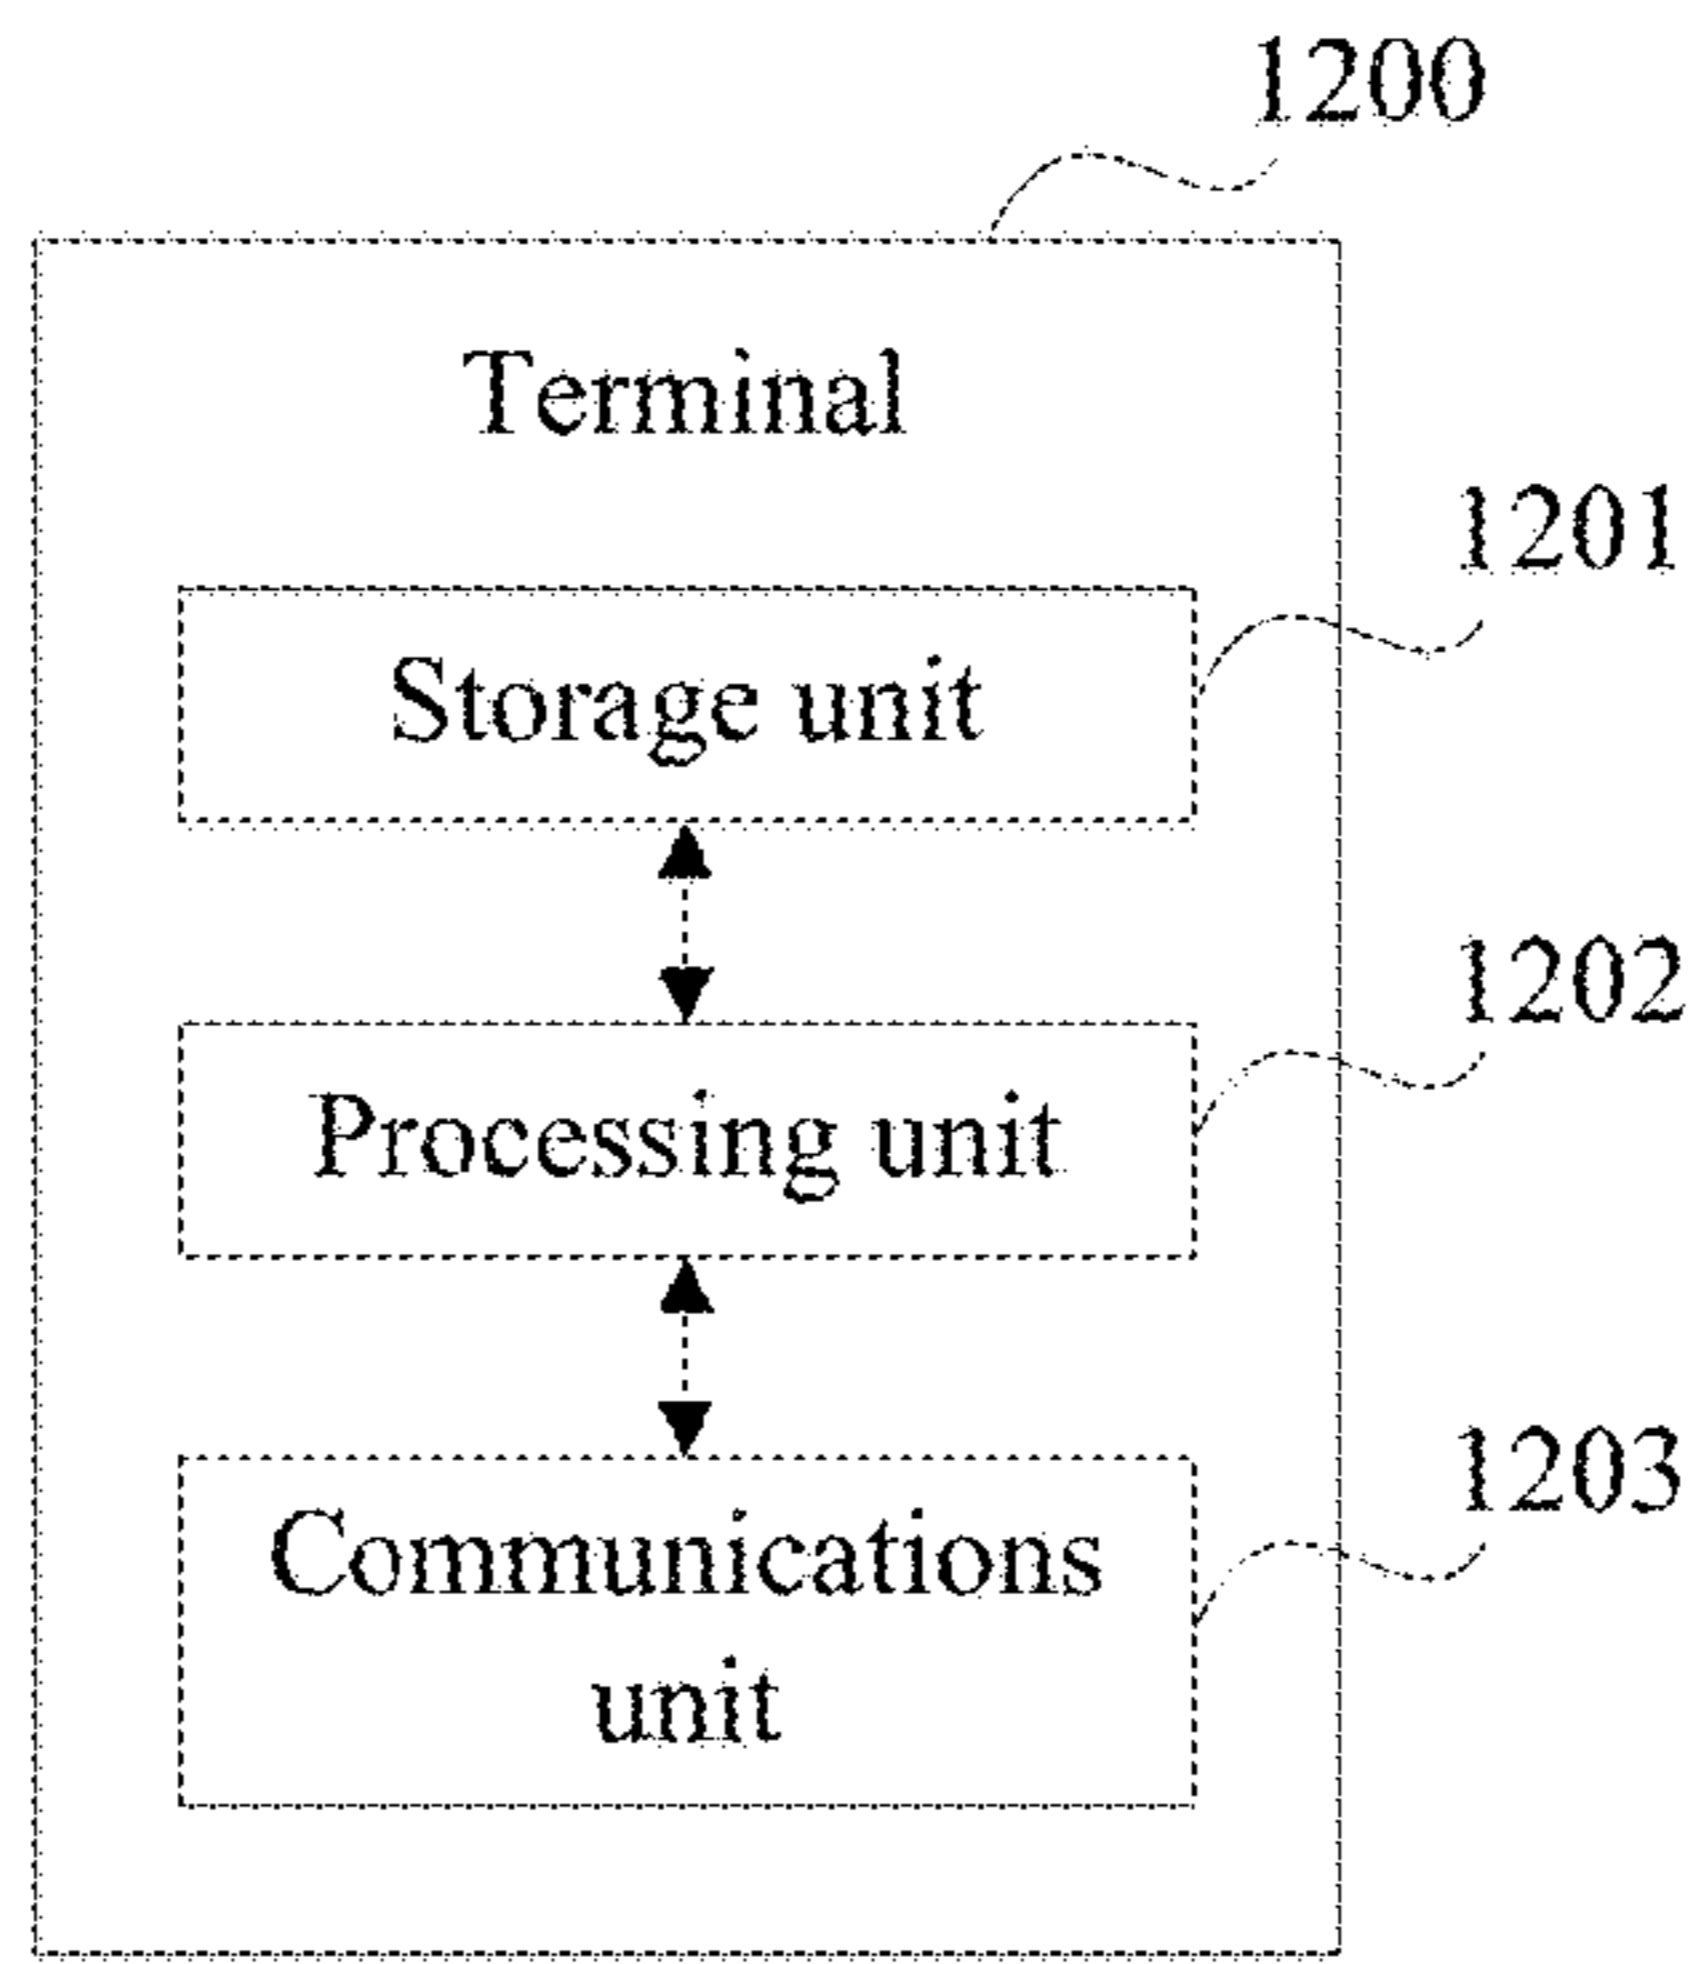 1200
Terminal
1201
Storage unit
1202
Processing unit
1203
Communications
unit